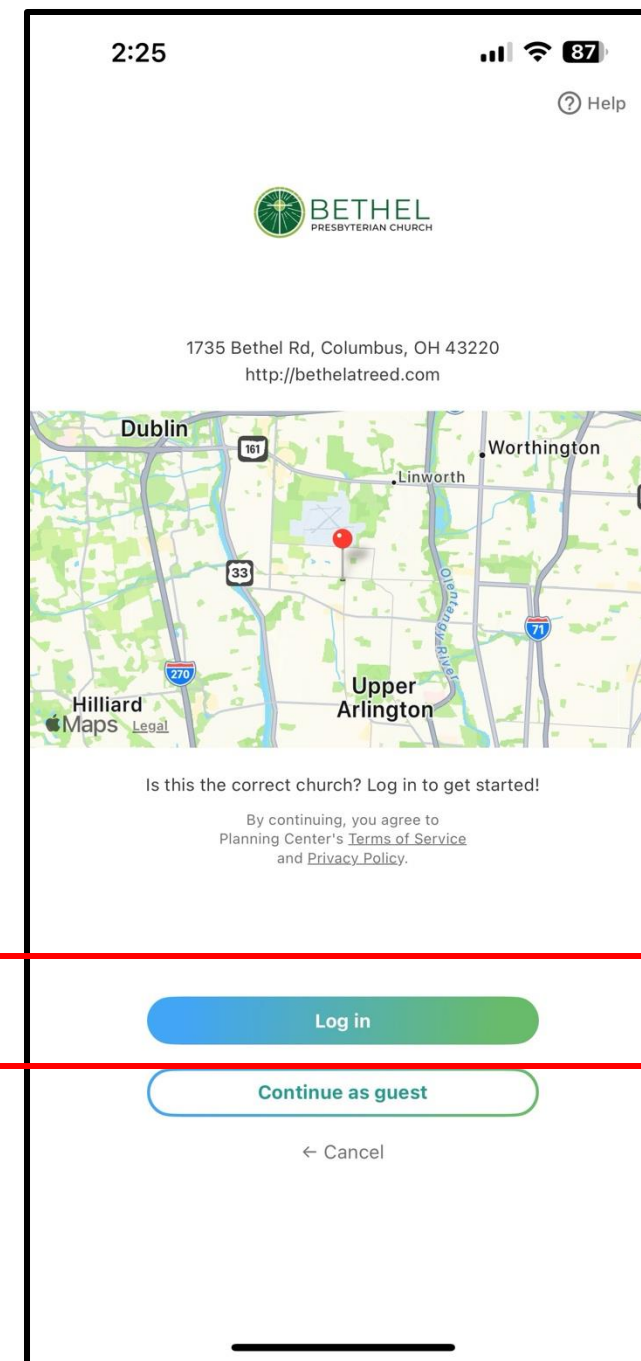 2:25
87
Help
BETHEL
PRESBYTERIAN CHURCH
1735 Bethel Rd, Columbus, OH 43220
http://bethelatreed.com
Dublin
161
Worthington
Linworth
33
Olentangy River
71
270
Upper
Arlington
Hilliard
Maps Legal
Is this the correct church? Log in to get started!
By continuing, you agree to
Planning Center's Terms of Service
and Privacy Policy.
Log in
Continue as guest
← Cancel